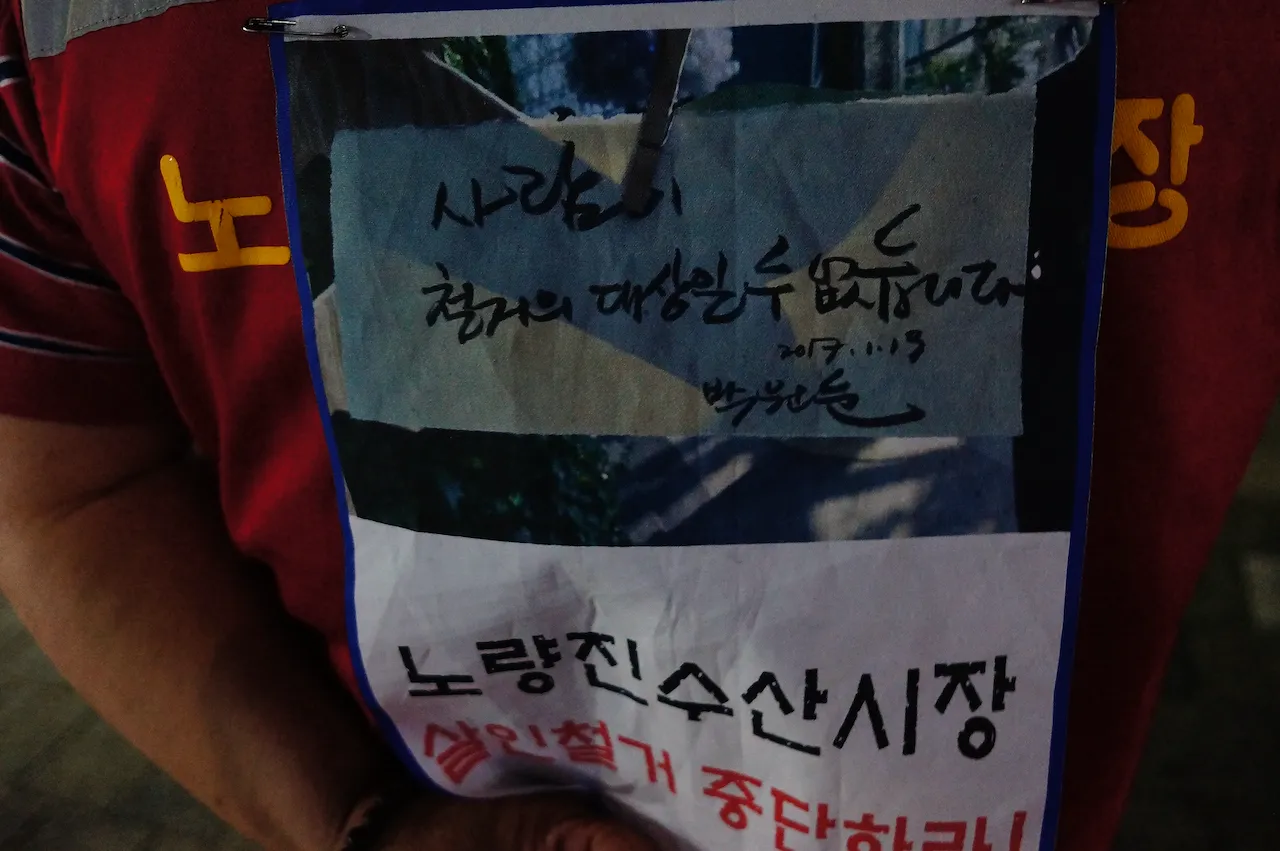 사람이
철거의 대상일 수 없습니다.
2017.1.13
박원순
노 장
노량진수산시장
살인철거 중단하라!